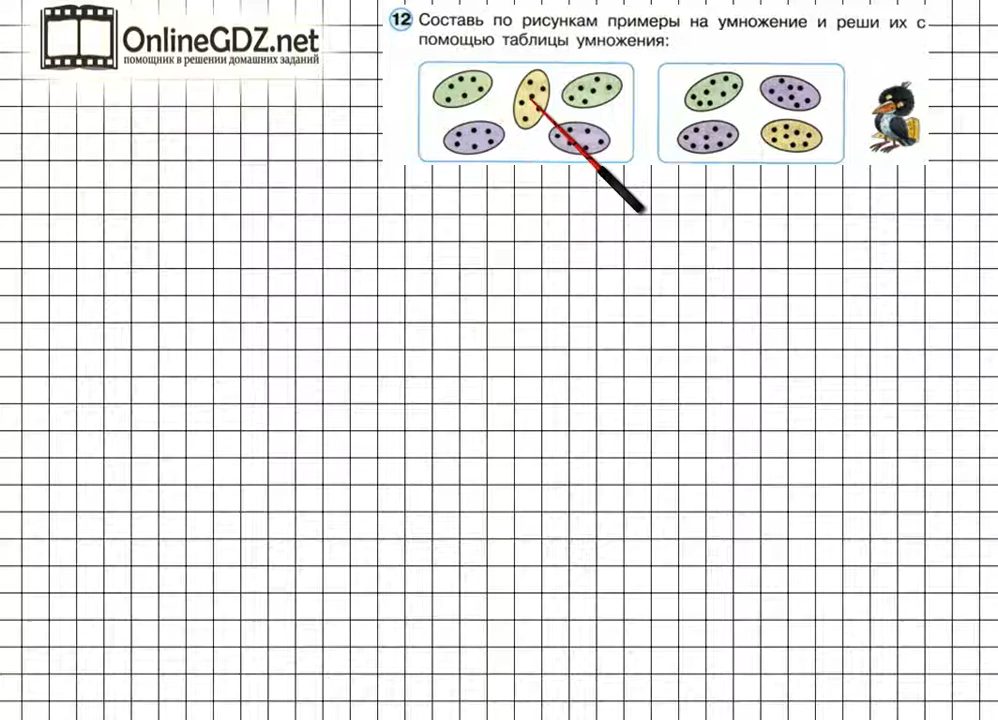 OnlineGDZ.net
помощник в решении домашних заданий
12 Составь по рисункам примеры на умножение и реши их с
помощью таблицы умножения: